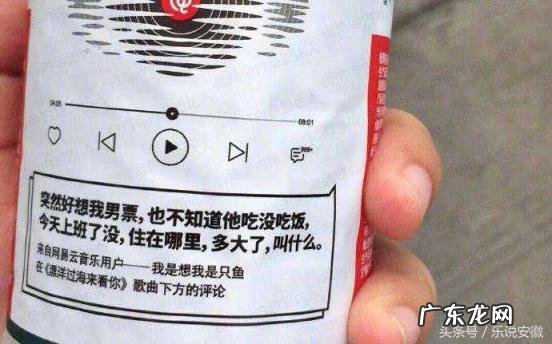 04:05
08:01
999+
突然好想我男票，也不知道他吃没吃饭，
今天上班了没，住在哪里，多大了，叫什么。
来自网易云音乐用户——我是想我是只鱼
在《漂洋过海来看你》歌曲下方的评论
广东龙网
头条号/乐说安徽